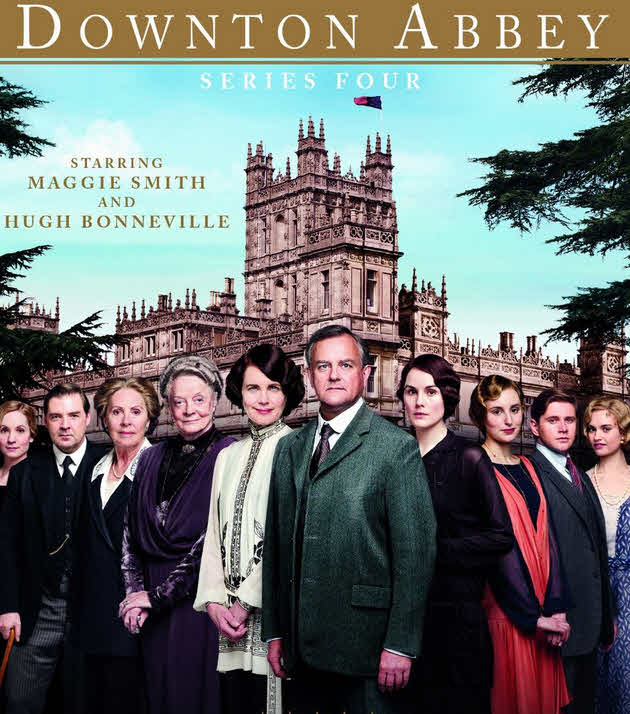 DOWNTON ABBEY
SERIES FOUR
STARRING
MAGGIE SMITH
AND
HUGH BONNEVILLE